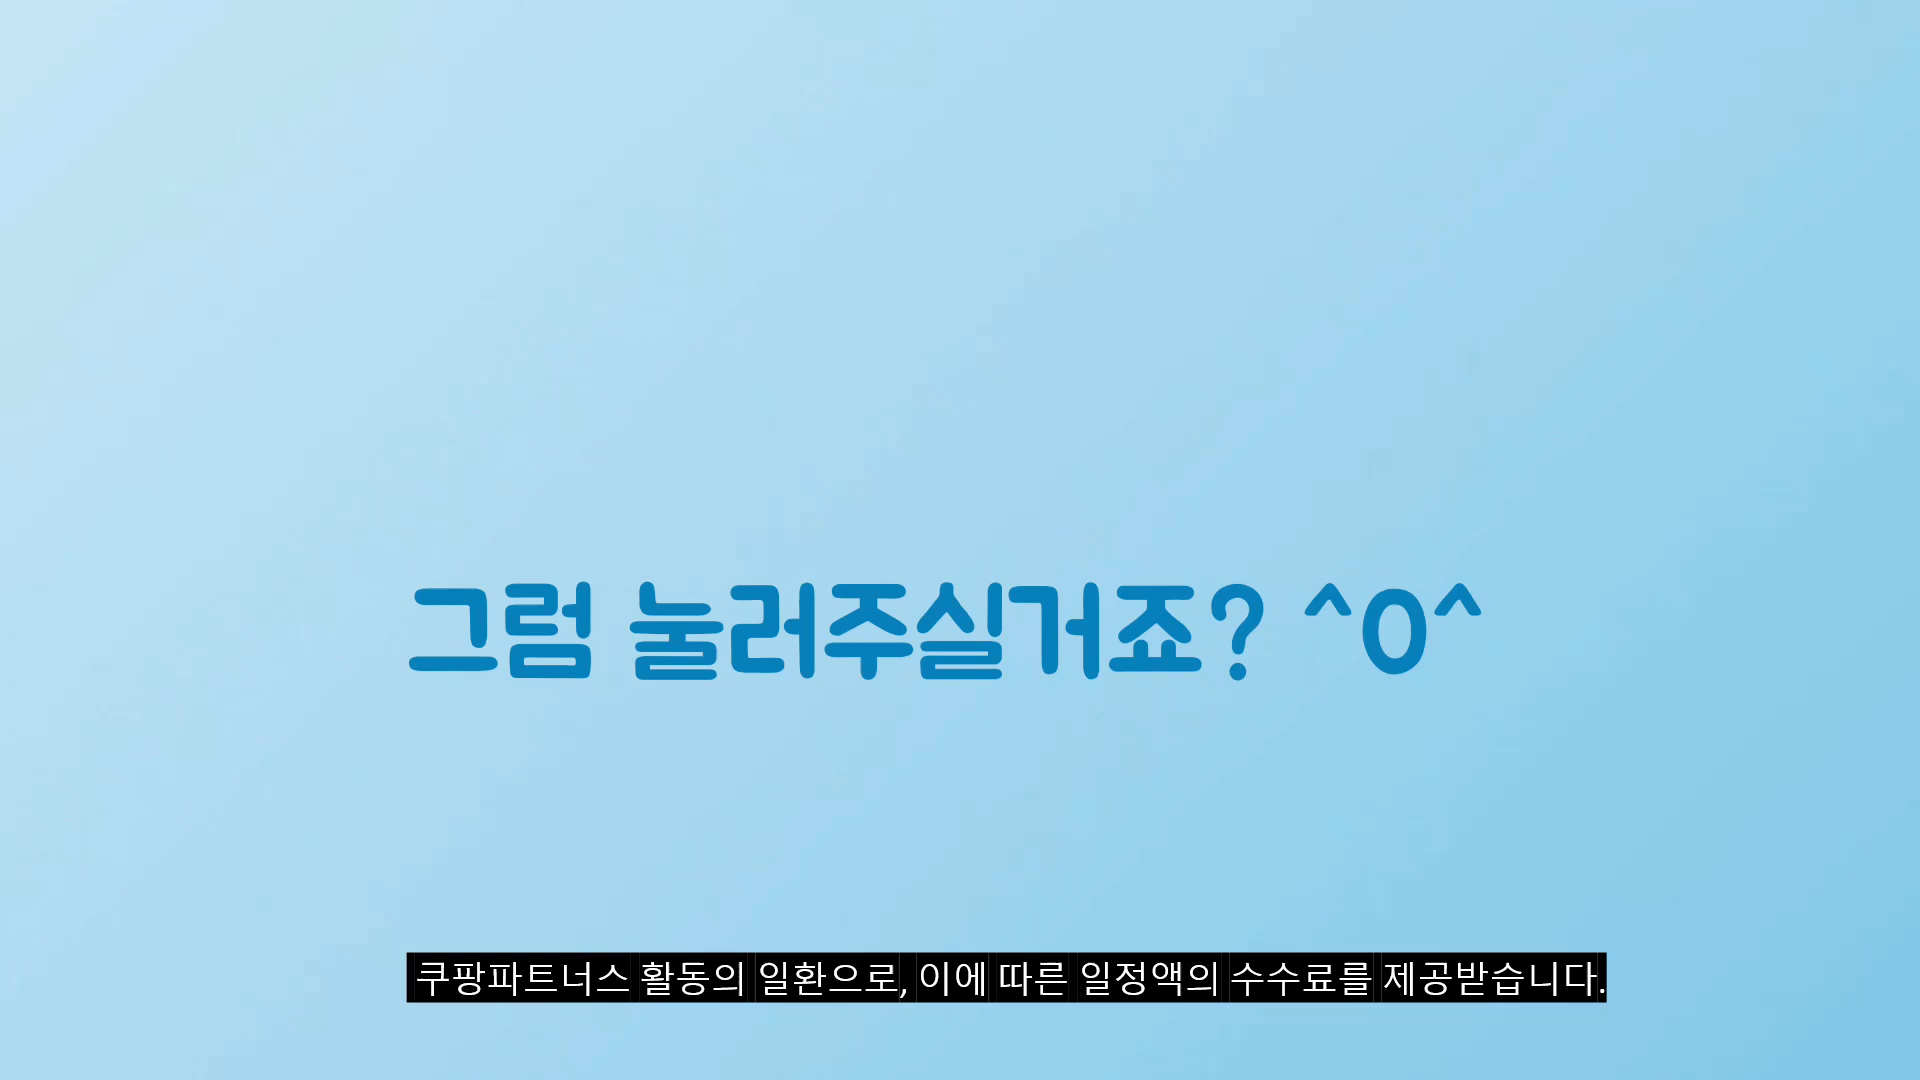 그럼 눌러주실거죠? ^0^
쿠팡파트너스 활동의 일환으로, 이에 따른 일정액의 수수료를 제공받습니다.